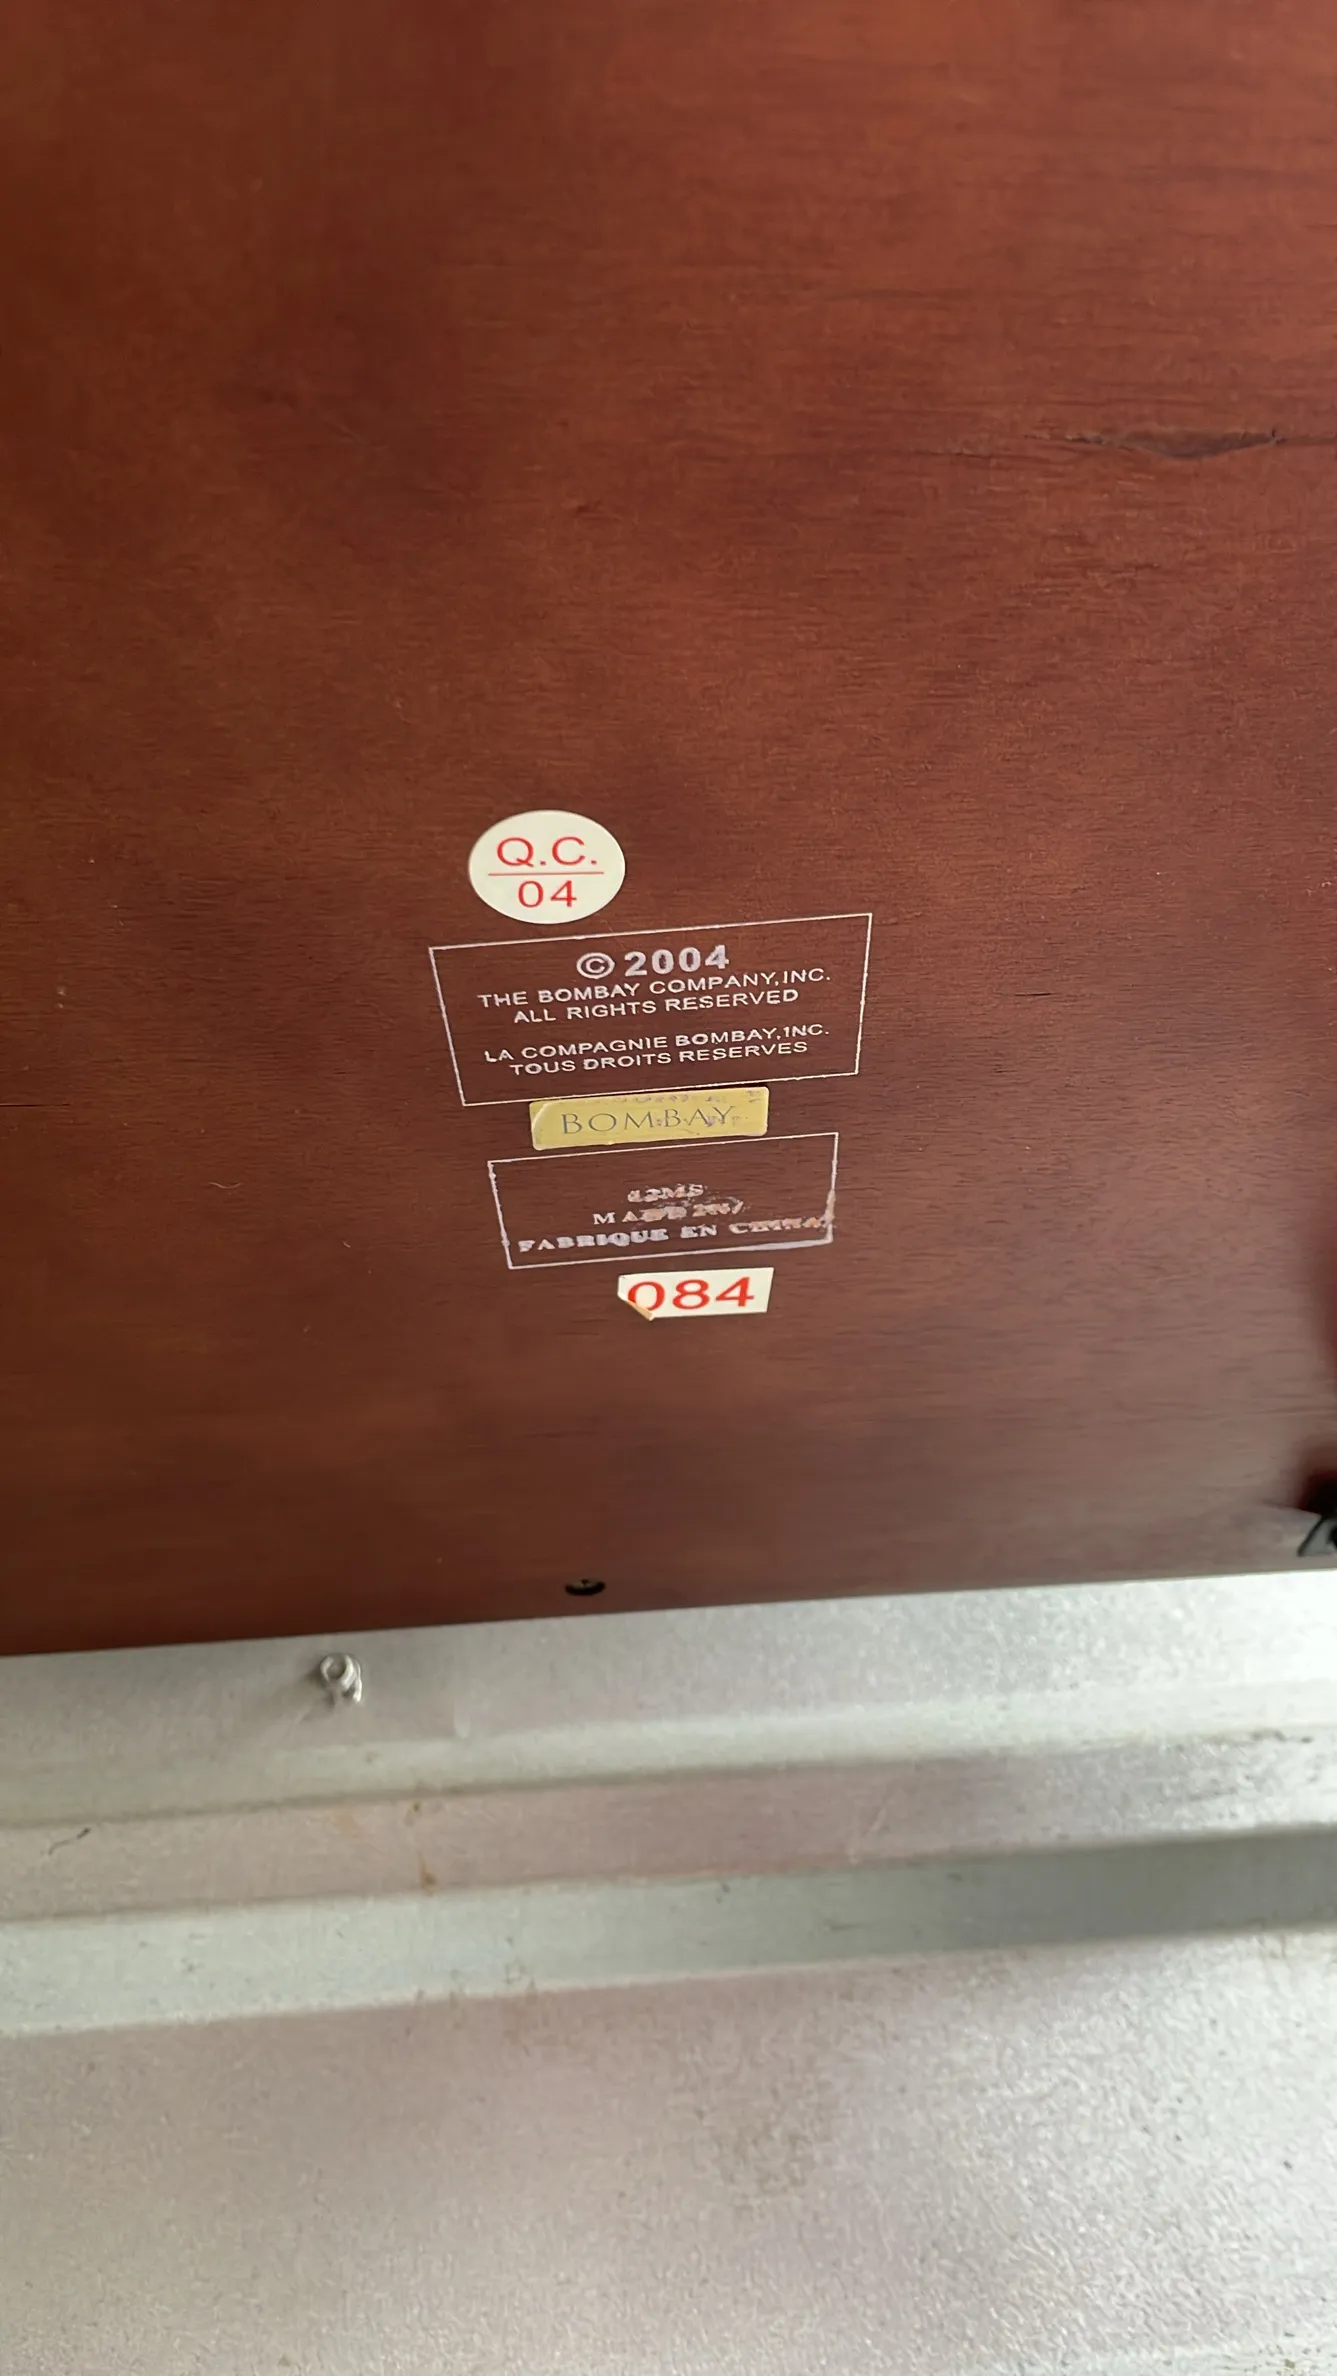 Q.C.
04
© 2004
THE BOMBAY COMPANY, INC.
ALL RIGHTS RESERVED
LA COMPAGNIE BOMBAY, INC.
TOUS DROITS RESERVES
BOMBAY
FABRIQUE EN
084